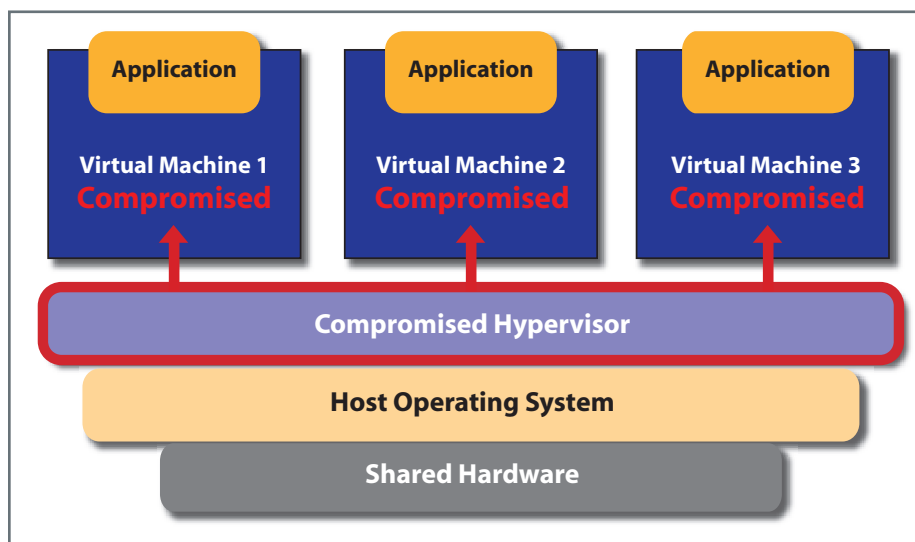 Application
Application
Application
Virtual Machine 1
Compromised
Virtual Machine 2
Compromised
Virtual Machine 3
Compromised
Compromised Hypervisor
Host Operating System
Shared Hardware